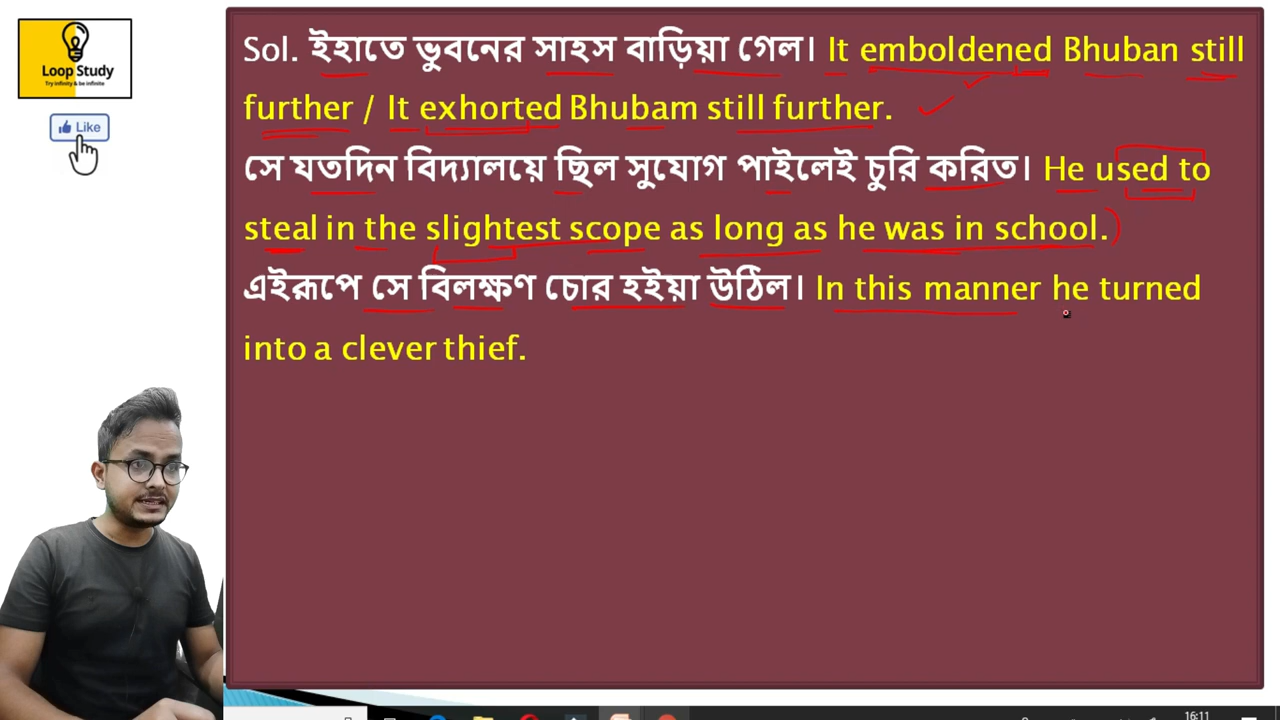 Loop Study
Try infinity & be infinite
Like
Sol. ইহাতে ভুবনের সাহস বাড়িয়া গেল। It emboldened Bhuban still
further / It exhorted Bhubam still further.
সে যতদিন বিদ্যালয়ে ছিল সুযোগ পাইলেই চুরি করিত। He used to
steal in the slightest scope as long as he was in school.
এইরূপে সে বিলক্ষণ চোর হইয়া উঠিল। In this manner he turned
into a clever thief.
16:11